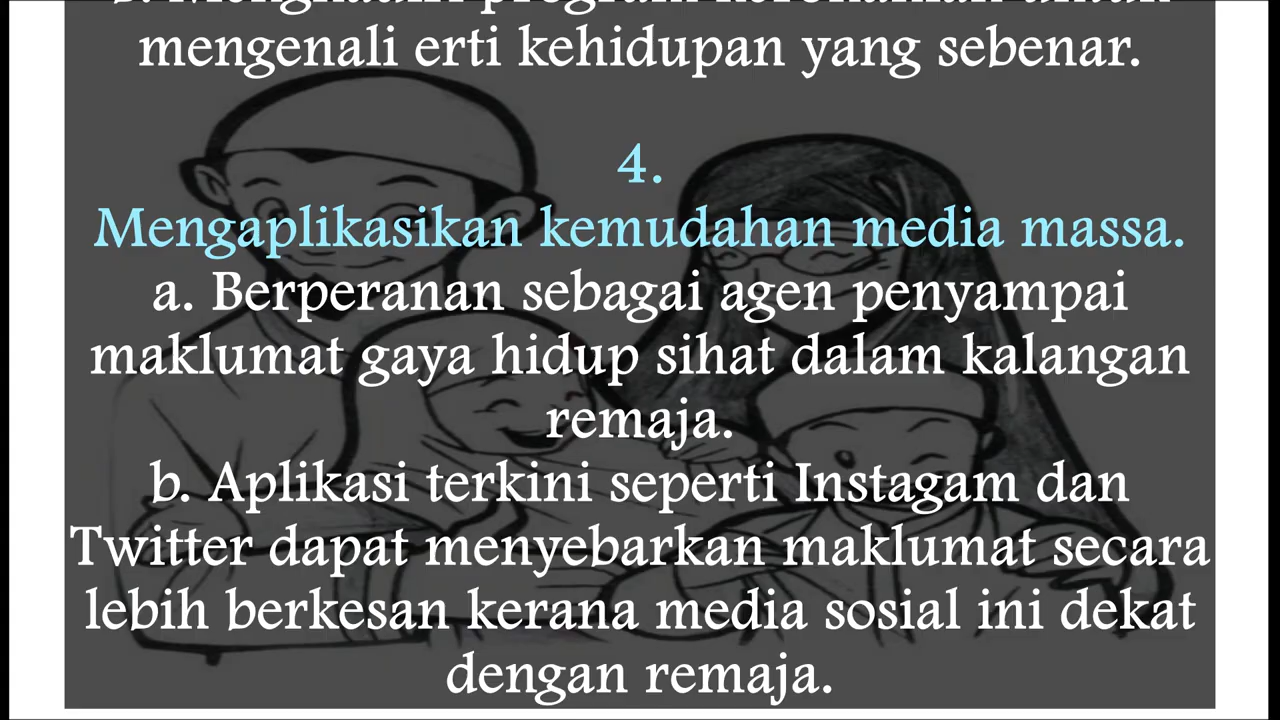 mengenali erti kehidupan yang sebenar.
4.
Mengaplikasikan kemudahan media massa.
a. Berperanan sebagai agen penyampai
maklumat gaya hidup sihat dalam kalangan
remaja.
b. Aplikasi terkini seperti Instagam dan
Twitter dapat menyebarkan maklumat secara
lebih berkesan kerana media sosial ini dekat
dengan remaja.